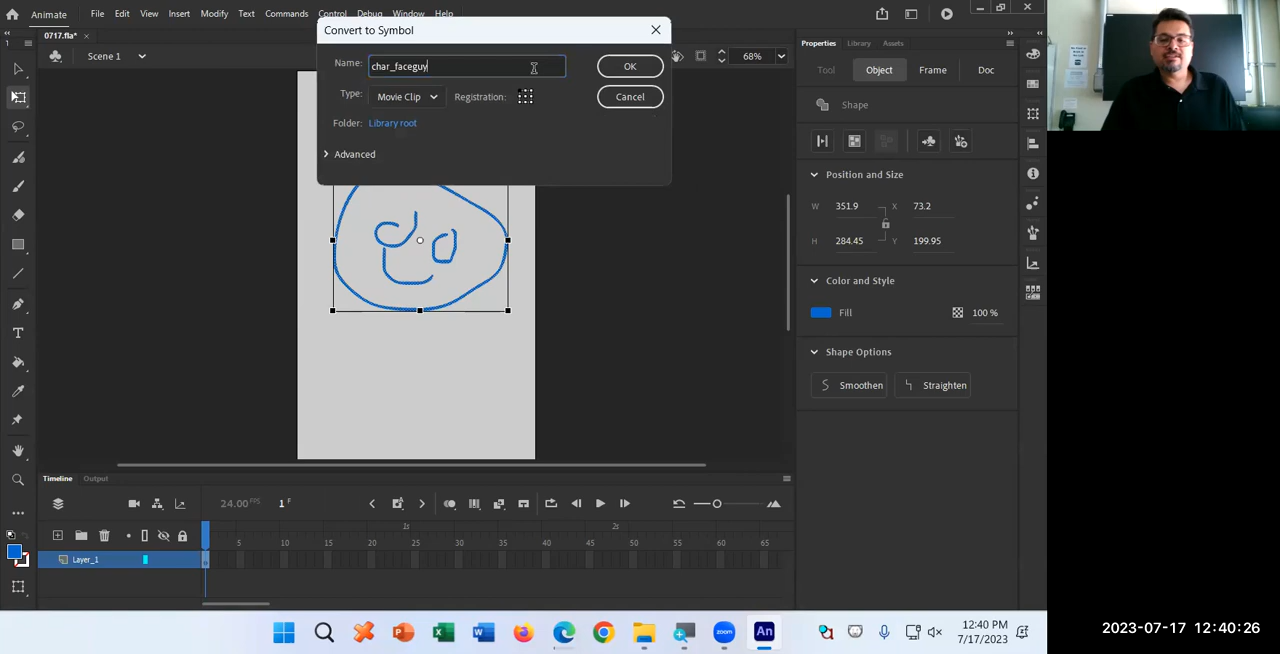 Animate File Edit View Insert Modify Text Commands Control Debug Window Help
0717.fla* ×
Scene 1 68%
Convert to Symbol
Name: char_faceguy OK
Type: Movie Clip Registration: Cancel
Folder: Library root
Advanced
Properties Library Assets
Tool Object Frame Doc
Shape
Position and Size
W 351.9 X 73.2
H 284.45 Y 199.95
Color and Style
Fill 100 %
Shape Options
Smoothen Straighten
Timeline Output
24.00 FPS 1 F
1s 2s
5 10 15 20 25 30 35 40 45 50 55 60 65
Layer_1
An
zoom
12:40 PM
7/17/2023
2023-07-17 12:40:26